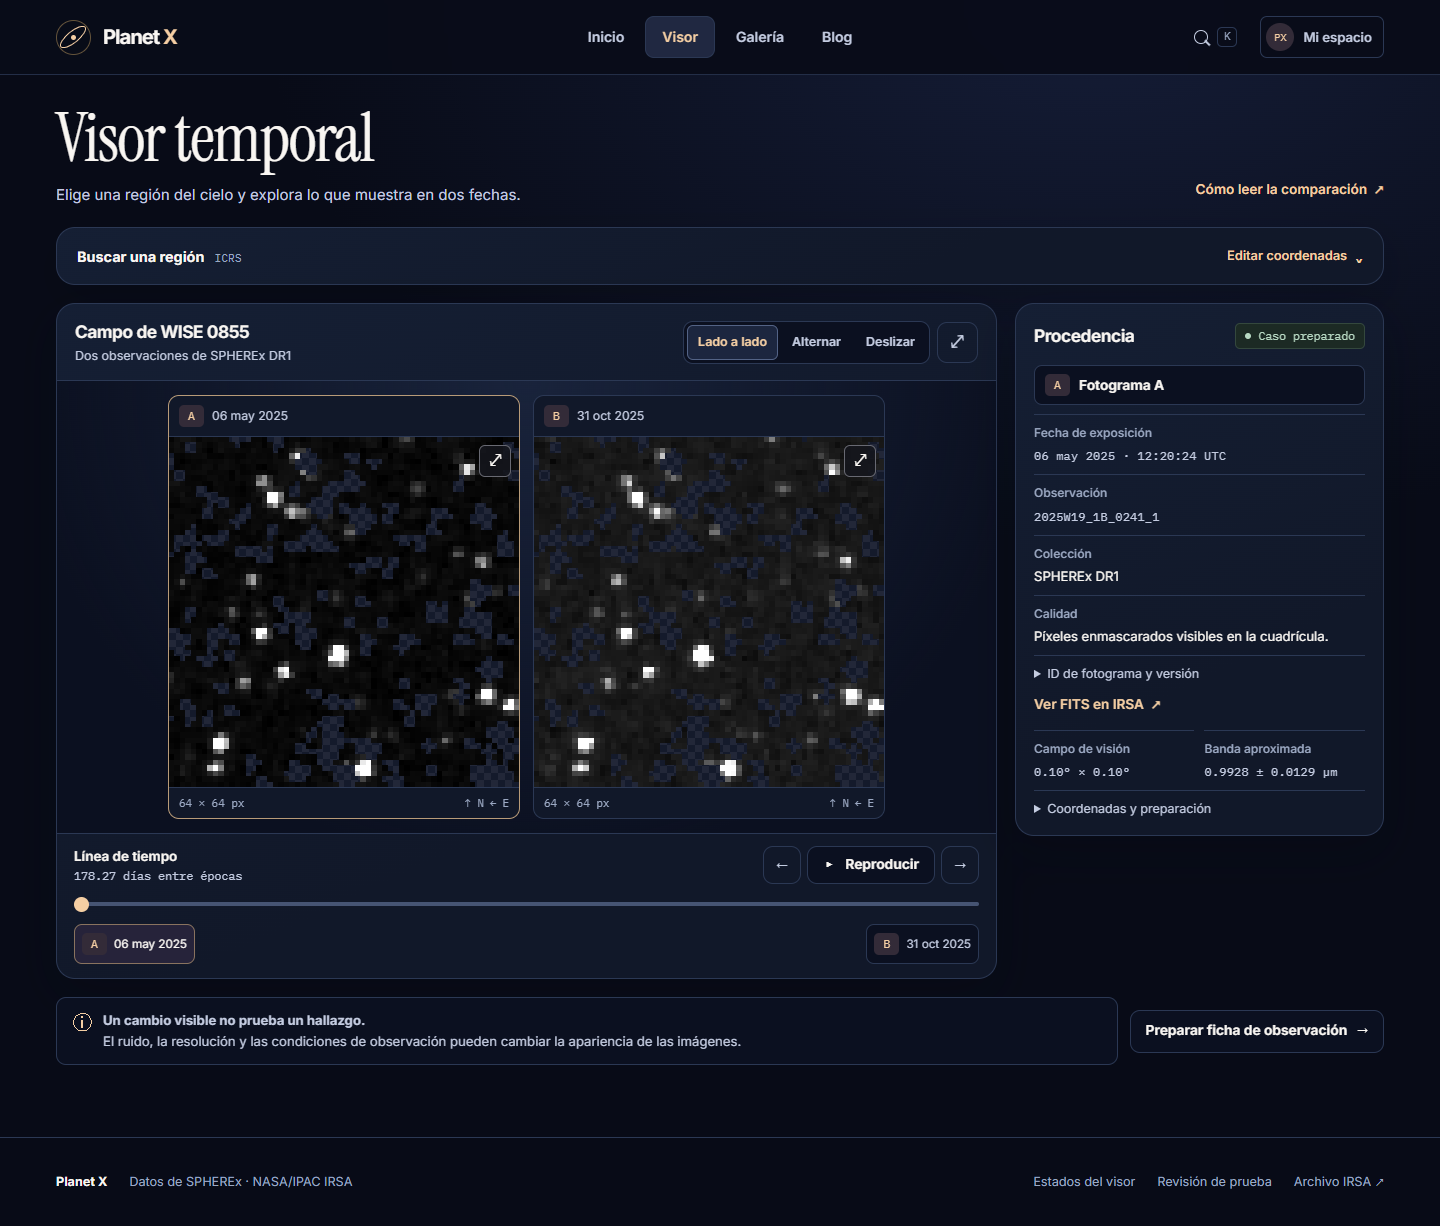 Planet X
Inicio
Visor
Galería
Blog
K
PX
Mi espacio
Visor temporal
Elige una región del cielo y explora lo que muestra en dos fechas.
Cómo leer la comparación ↗
Buscar una región ICRS
Editar coordenadas
Campo de WISE 0855
Dos observaciones de SPHEREx DR1
Lado a lado
Alternar
Deslizar
A 06 may 2025
B 31 oct 2025
64 × 64 px
↑ N ← E
64 × 64 px
↑ N ← E
Línea de tiempo
178.27 días entre épocas
←
▸ Reproducir
→
A 06 may 2025
B 31 oct 2025
Procedencia
Caso preparado
A Fotograma A
Fecha de exposición
06 may 2025 · 12:20:24 UTC
Observación
2025W19_1B_0241_1
Colección
SPHEREx DR1
Calidad
Píxeles enmascarados visibles en la cuadrícula.
▸ ID de fotograma y versión
Ver FITS en IRSA ↗
Campo de visión
0.10° × 0.10°
Banda aproximada
0.9928 ± 0.0129 µm
▸ Coordenadas y preparación
Un cambio visible no prueba un hallazgo.
El ruido, la resolución y las condiciones de observación pueden cambiar la apariencia de las imágenes.
Preparar ficha de observación →
Planet X
Datos de SPHEREx · NASA/IPAC IRSA
Estados del visor
Revisión de prueba
Archivo IRSA ↗